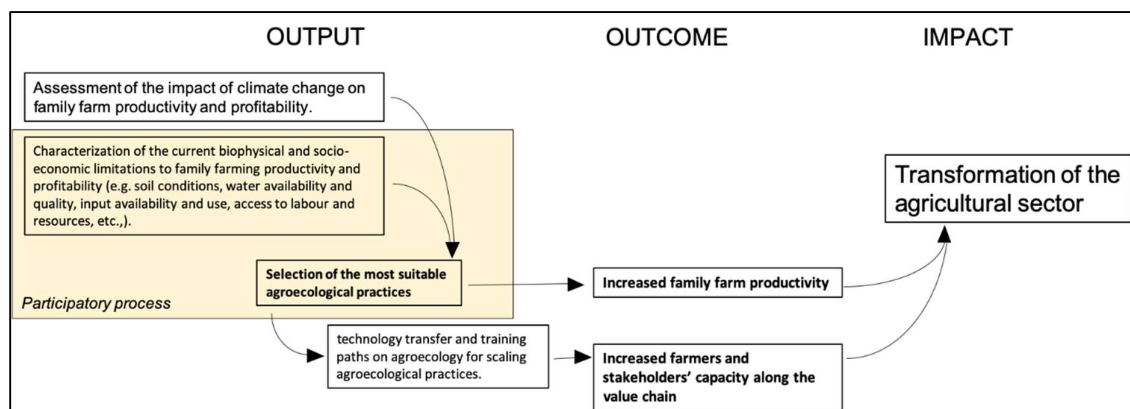 OUTPUT
OUTCOME
IMPACT
Assessment of the impact of climate change on
family farm productivity and profitability.
Characterization of the current biophysical and socio-
economic limitations to family farming productivity and
profitability (e.g. soil conditions, water availability and
quality, input availability and use, access to labour and
resources, etc.,).
Selection of the most suitable
agroecological practices
Participatory process
technology transfer and training
paths on agroecology for scaling
agroecological practices.
Increased family farm productivity
Increased farmers and
stakeholders’ capacity along the
value chain
Transformation of the
agricultural sector